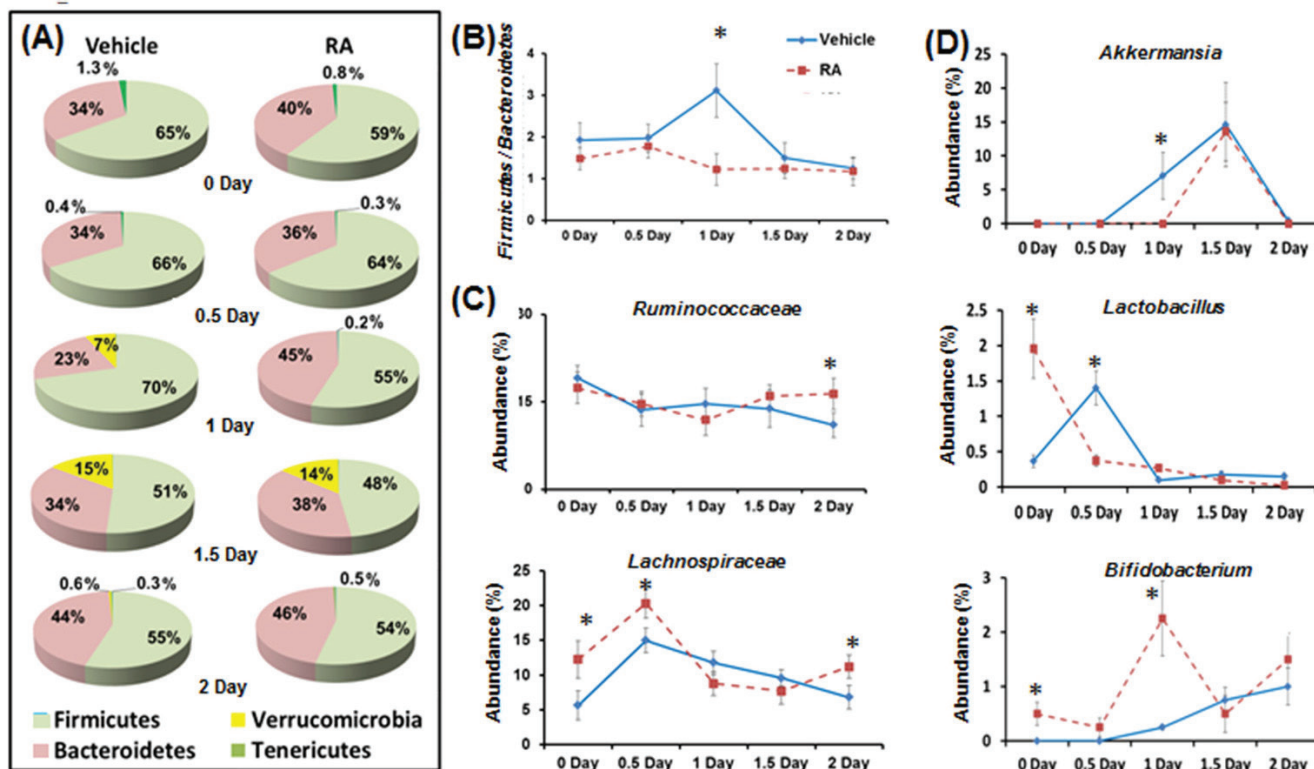 (A)
Vehicle RA
1.3% 0.8%
34% 65% 40% 59%
0 Day
0.4% 0.3%
34% 66% 36% 64%
0.5 Day
0.2%
7% 23% 70% 45% 55%
1 Day
15% 34% 51% 14% 38% 48%
1.5 Day
0.6% 0.3% 0.5%
44% 55% 46% 54%
2 Day
Firmicutes Verrucomicrobia
Bacteroidetes Tenericutes
(B)
*
Vehicle
RA
Firmicutes / Bacteroidetes
4
3
2
1
0
0 Day 0.5 Day 1 Day 1.5 Day 2 Day
(C)
Ruminococcaceae
*
Abundance (%)
30
15
0
0 Day 0.5 Day 1 Day 1.5 Day 2 Day
Lachnospiraceae
* * *
Abundance (%)
25
20
15
10
5
0
0 Day 0.5 Day 1 Day 1.5 Day 2 Day
(D)
Akkermansia
*
Abundance (%)
25
20
15
10
5
0
0 Day 0.5 Day 1 Day 1.5 Day 2 Day
Lactobacillus
* *
Abundance (%)
2.5
2
1.5
1
0.5
0
0 Day 0.5 Day 1 Day 1.5 Day 2 Day
Bifidobacterium
* *
Abundance (%)
3
2
1
0
0 Day 0.5 Day 1 Day 1.5 Day 2 Day